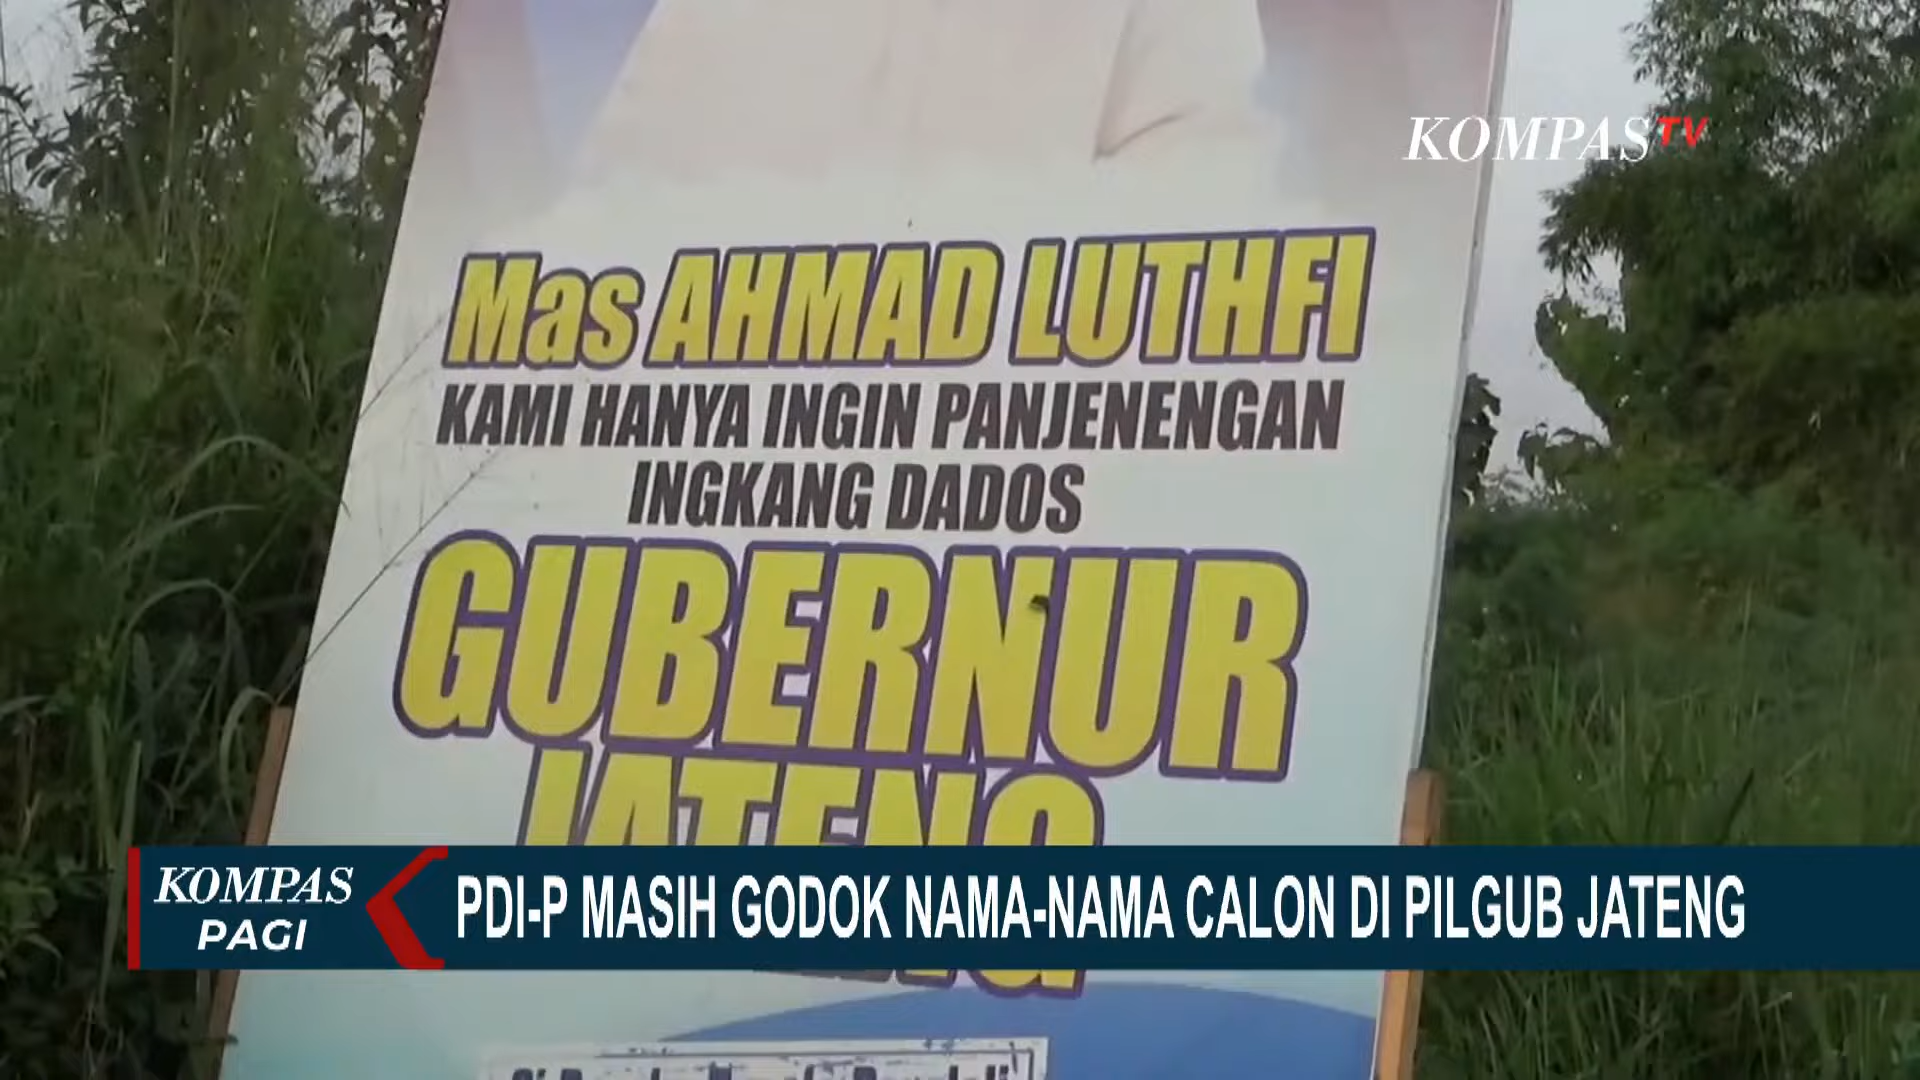 KOMPAS TV
Mas AHMAD LUTHFI
KAMI HANYA INGIN PANJENENGAN
INGKANG DADOS
GUBERNUR
JATENG
KOMPAS
PAGI
PDI-P MASIH GODOK NAMA-NAMA CALON DI PILGUB JATENG